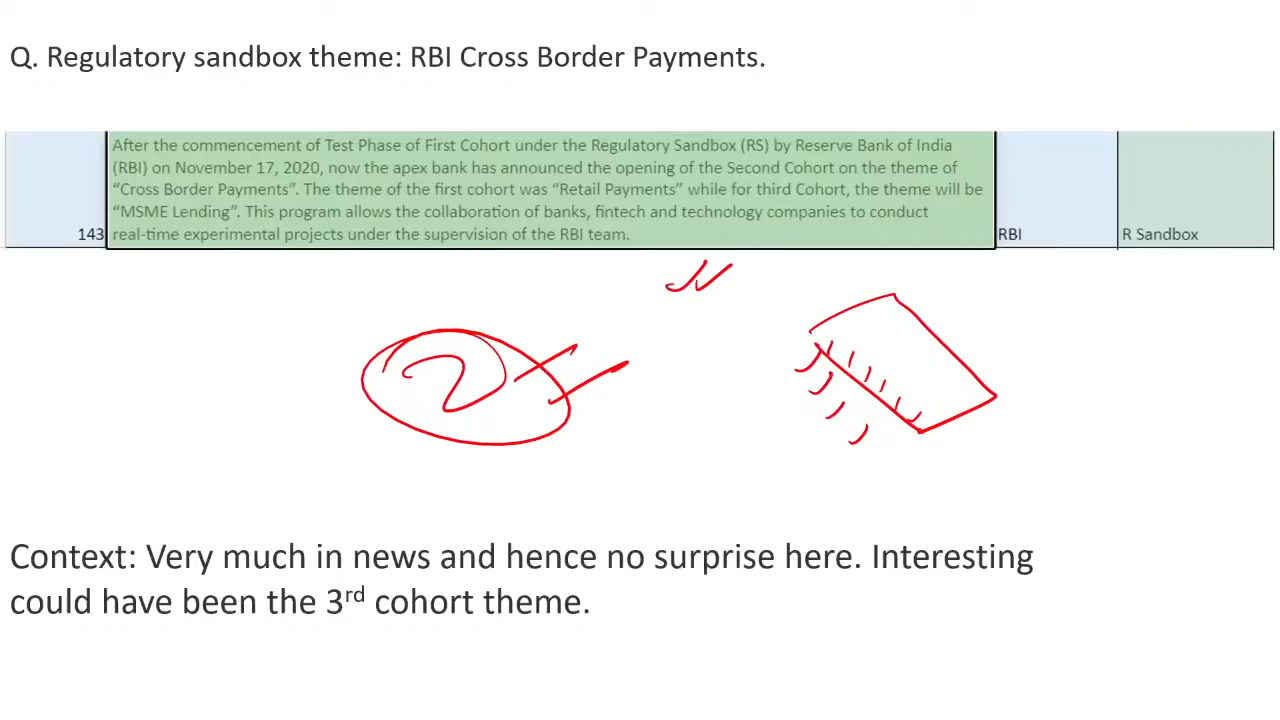 Q. Regulatory sandbox theme: RBI Cross Border Payments.
After the commencement of Test Phase of First Cohort under the Regulatory Sandbox (RS) by Reserve Bank of India
(RBI) on November 17, 2020, now the apex bank has announced the opening of the Second Cohort on the theme of
“Cross Border Payments”. The theme of the first cohort was “Retail Payments” while for third Cohort, the theme will be
“MSME Lending”. This program allows the collaboration of banks, fintech and technology companies to conduct
143 real-time experimental projects under the supervision of the RBI team. RBI R Sandbox
2
Context: Very much in news and hence no surprise here. Interesting
could have been the 3rd cohort theme.